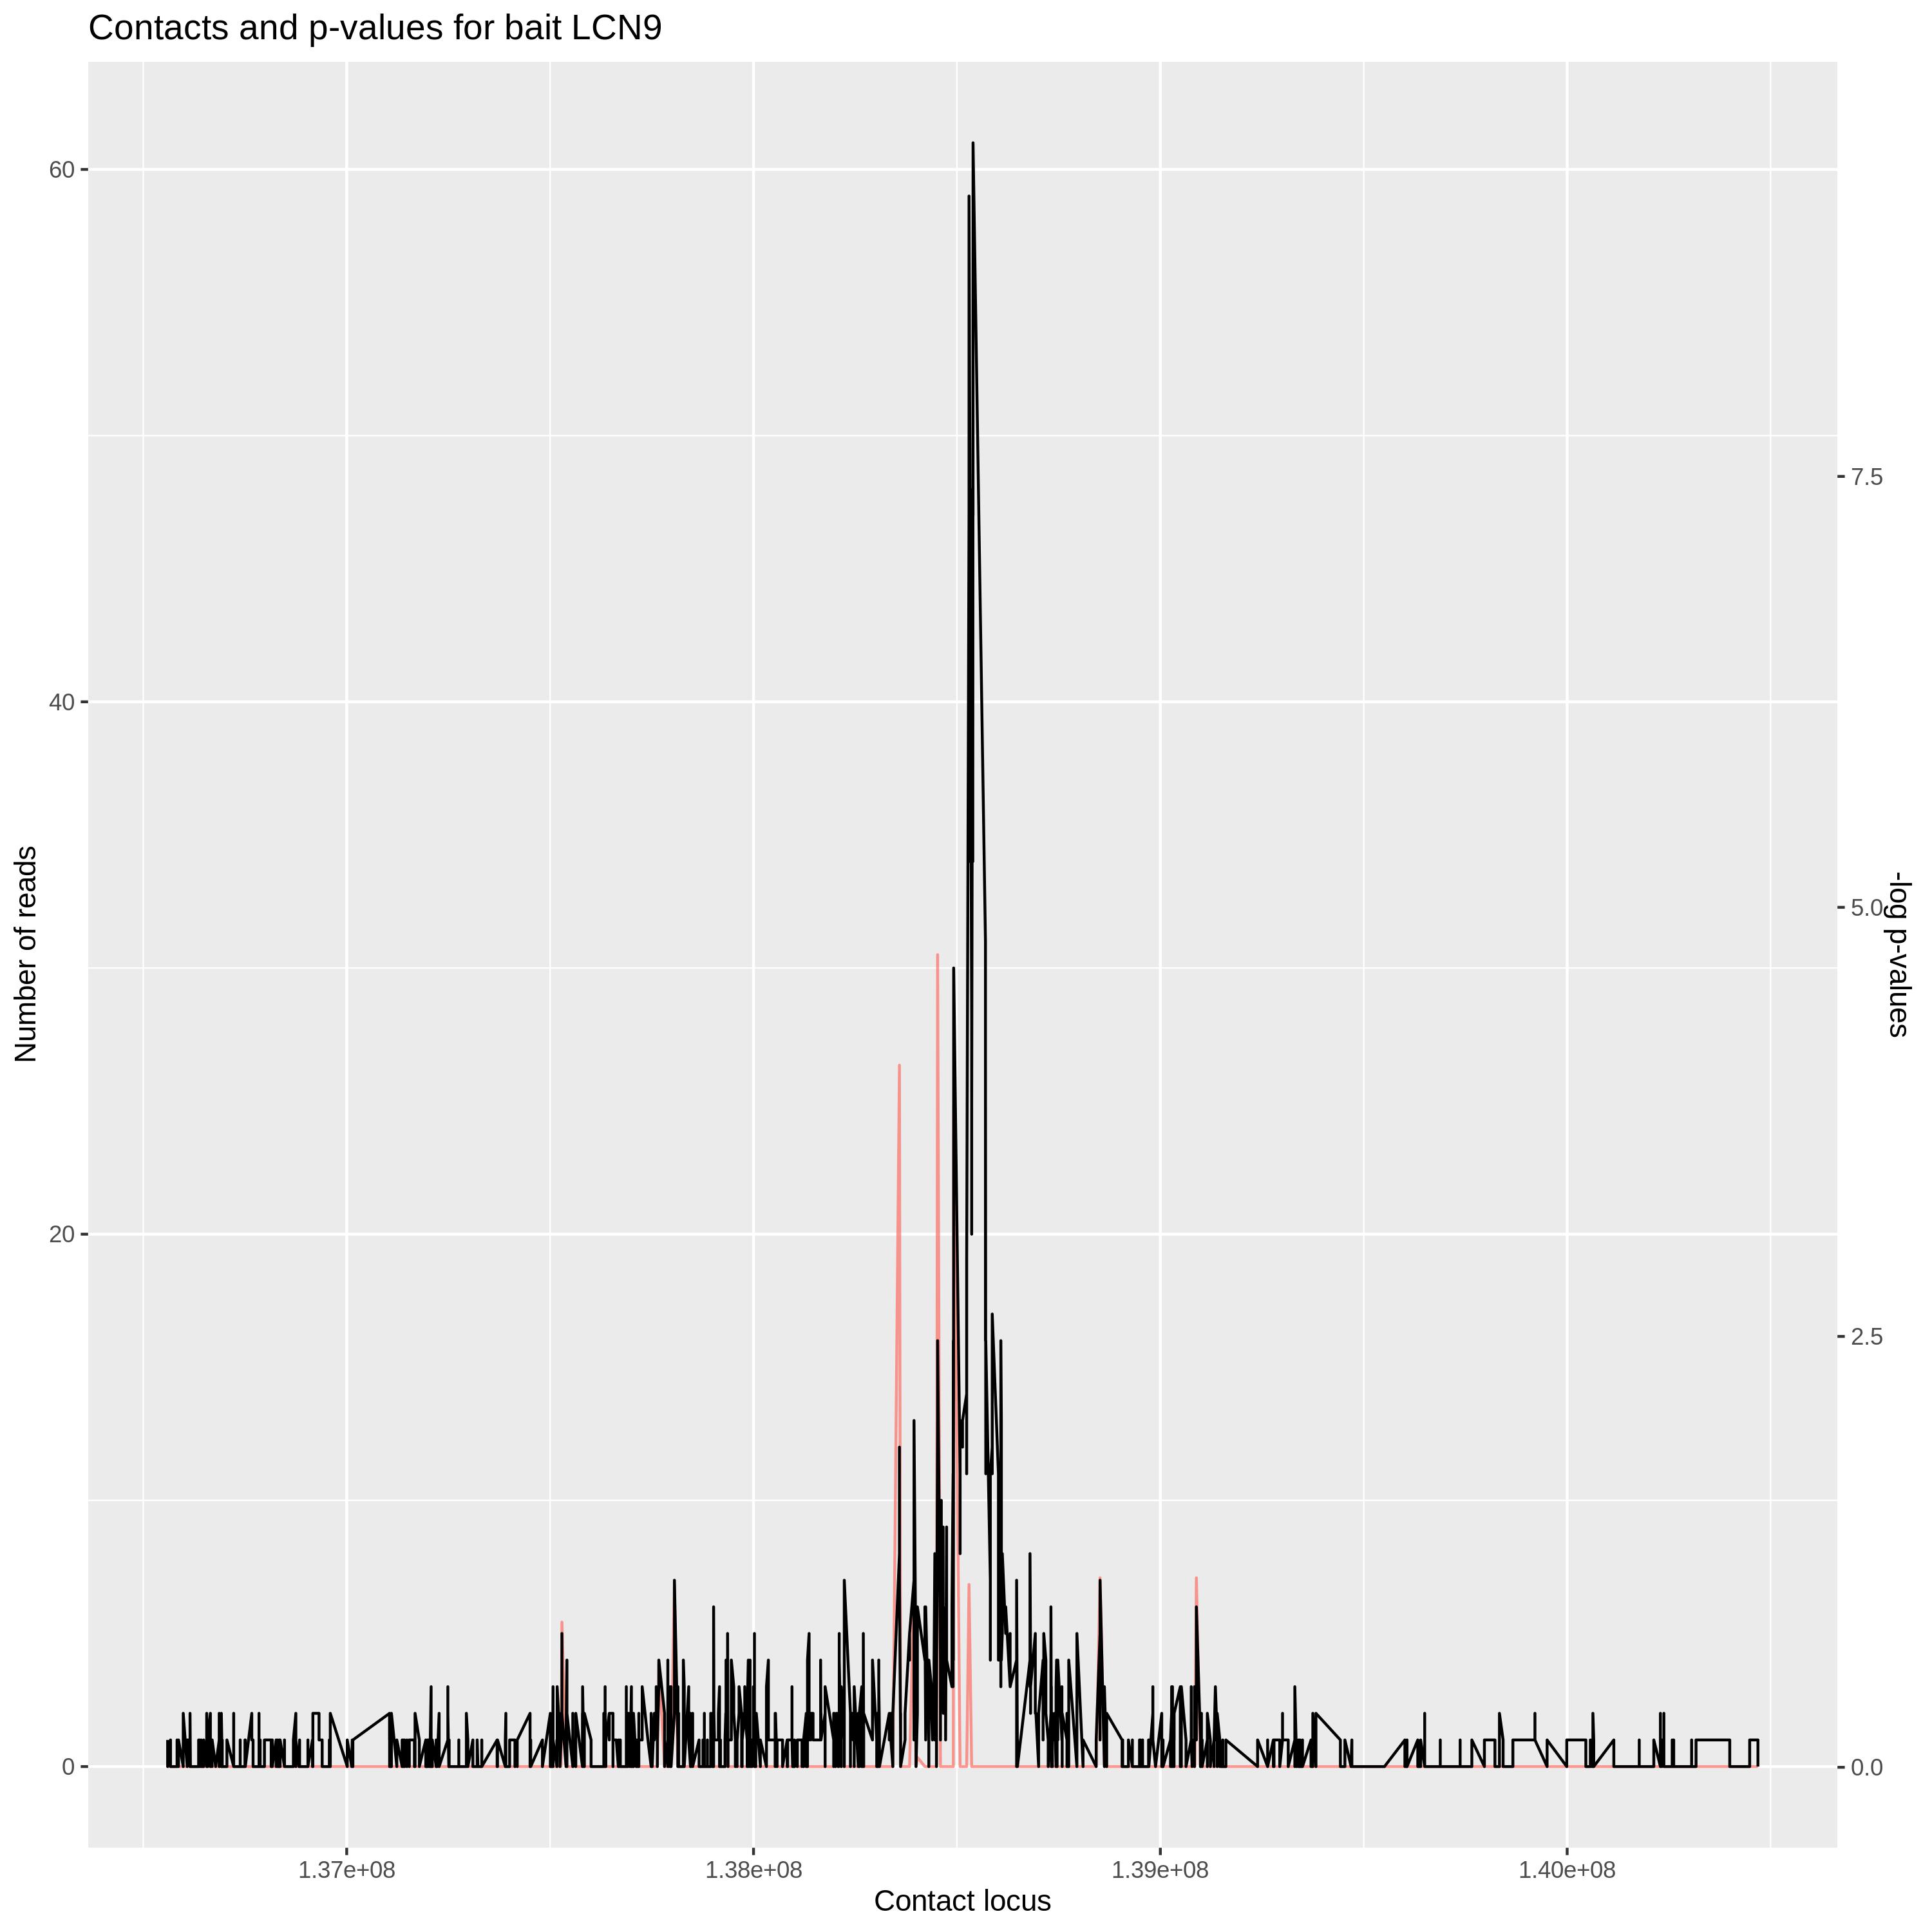 Contacts and p-values for bait LCN9
60
40
20
0
Number of reads
7.5
5.0
2.5
0.0
-log p-values
1.37e+08
1.38e+08
1.39e+08
1.40e+08
Contact locus